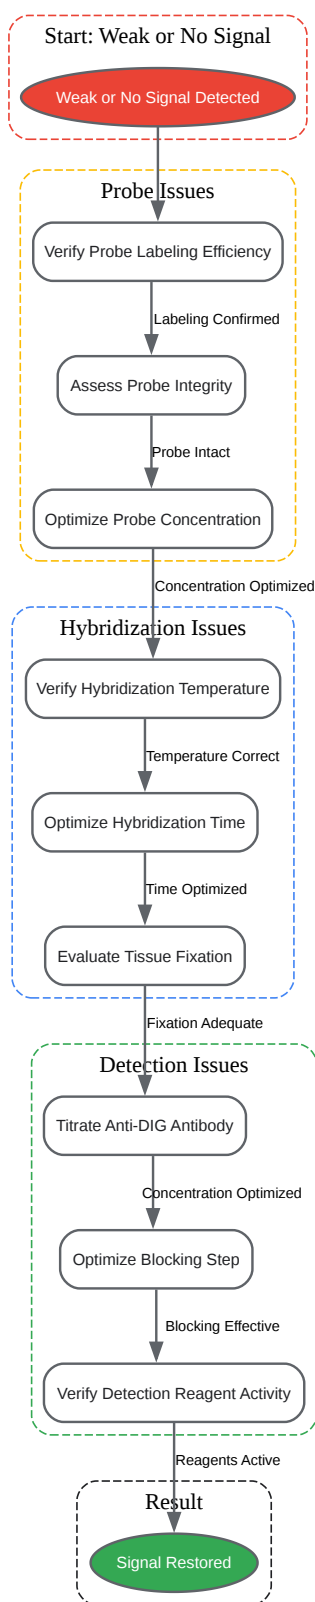 Start: Weak or No Signal
Weak or No Signal Detected
Probe Issues
Verify Probe Labeling Efficiency
Labeling Confirmed
Assess Probe Integrity
Probe Intact
Optimize Probe Concentration
Concentration Optimized
Hybridization Issues
Verify Hybridization Temperature
Temperature Correct
Optimize Hybridization Time
Time Optimized
Evaluate Tissue Fixation
Fixation Adequate
Detection Issues
Titrate Anti-DIG Antibody
Concentration Optimized
Optimize Blocking Step
Blocking Effective
Verify Detection Reagent Activity
Reagents Active
Result
Signal Restored